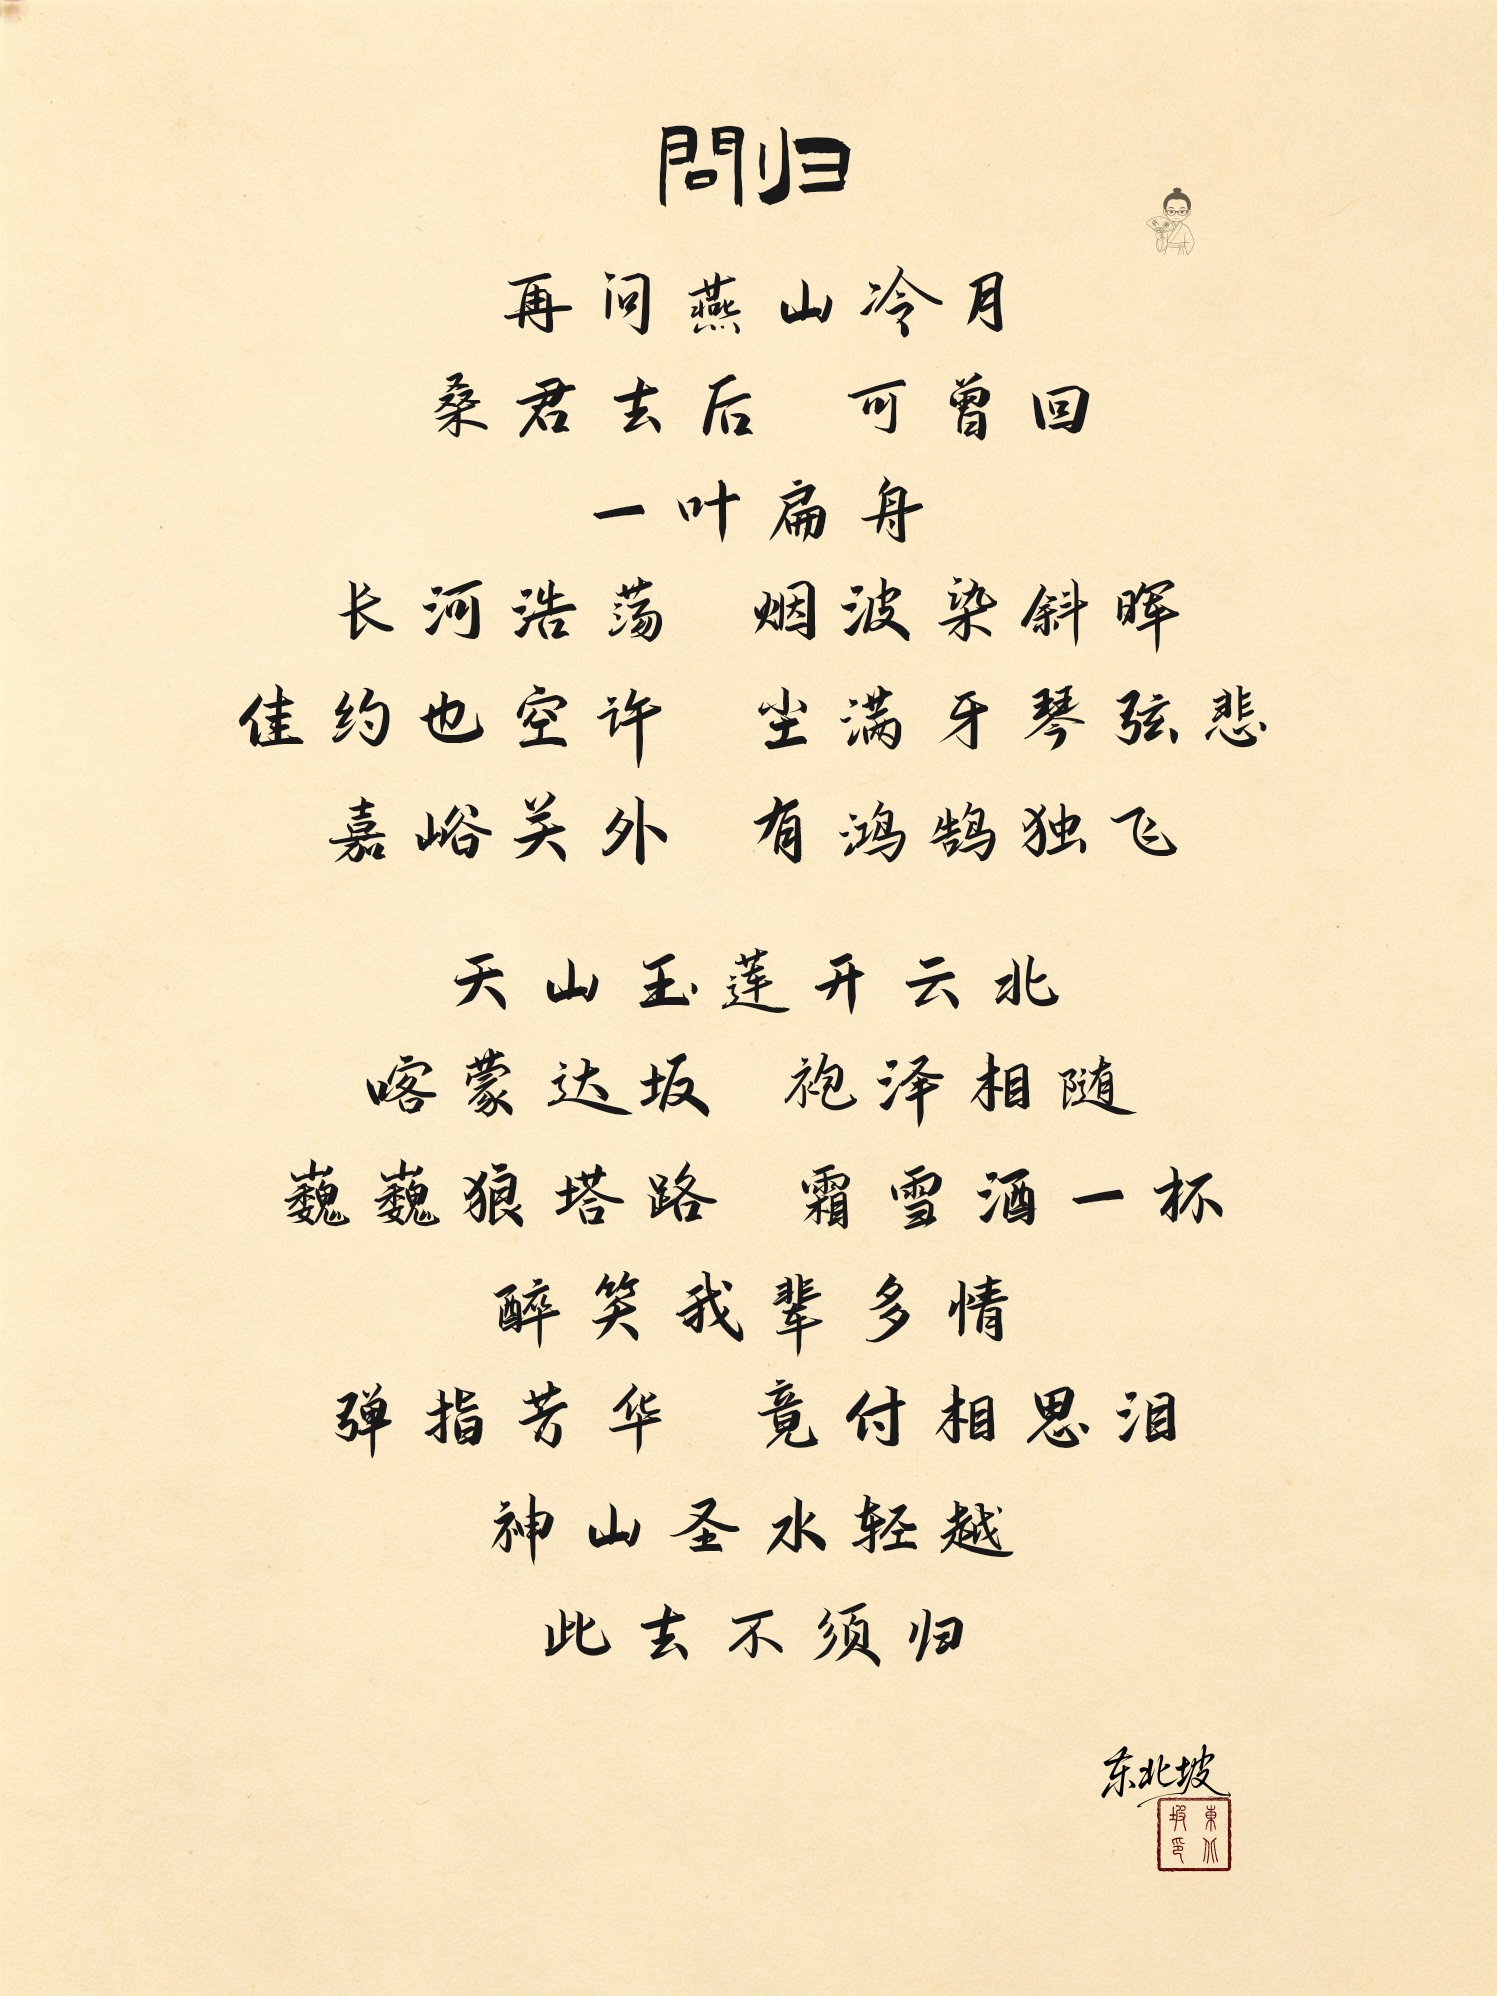 問归
再问燕山冷月
桑君去后 可曾回
一叶扁舟
长河浩荡 烟波染斜晖
佳约也空许 尘满牙琴弦悲
嘉峪关外 有鸿鹄独飞
天山玉莲开云北
喀蒙达坂 袍泽相随
巍巍狼塔路 霜雪酒一杯
醉笑我辈多情
弹指芳华 竟付相思泪
神山圣水轻越
此去不须归
东北坡
東北
坡印